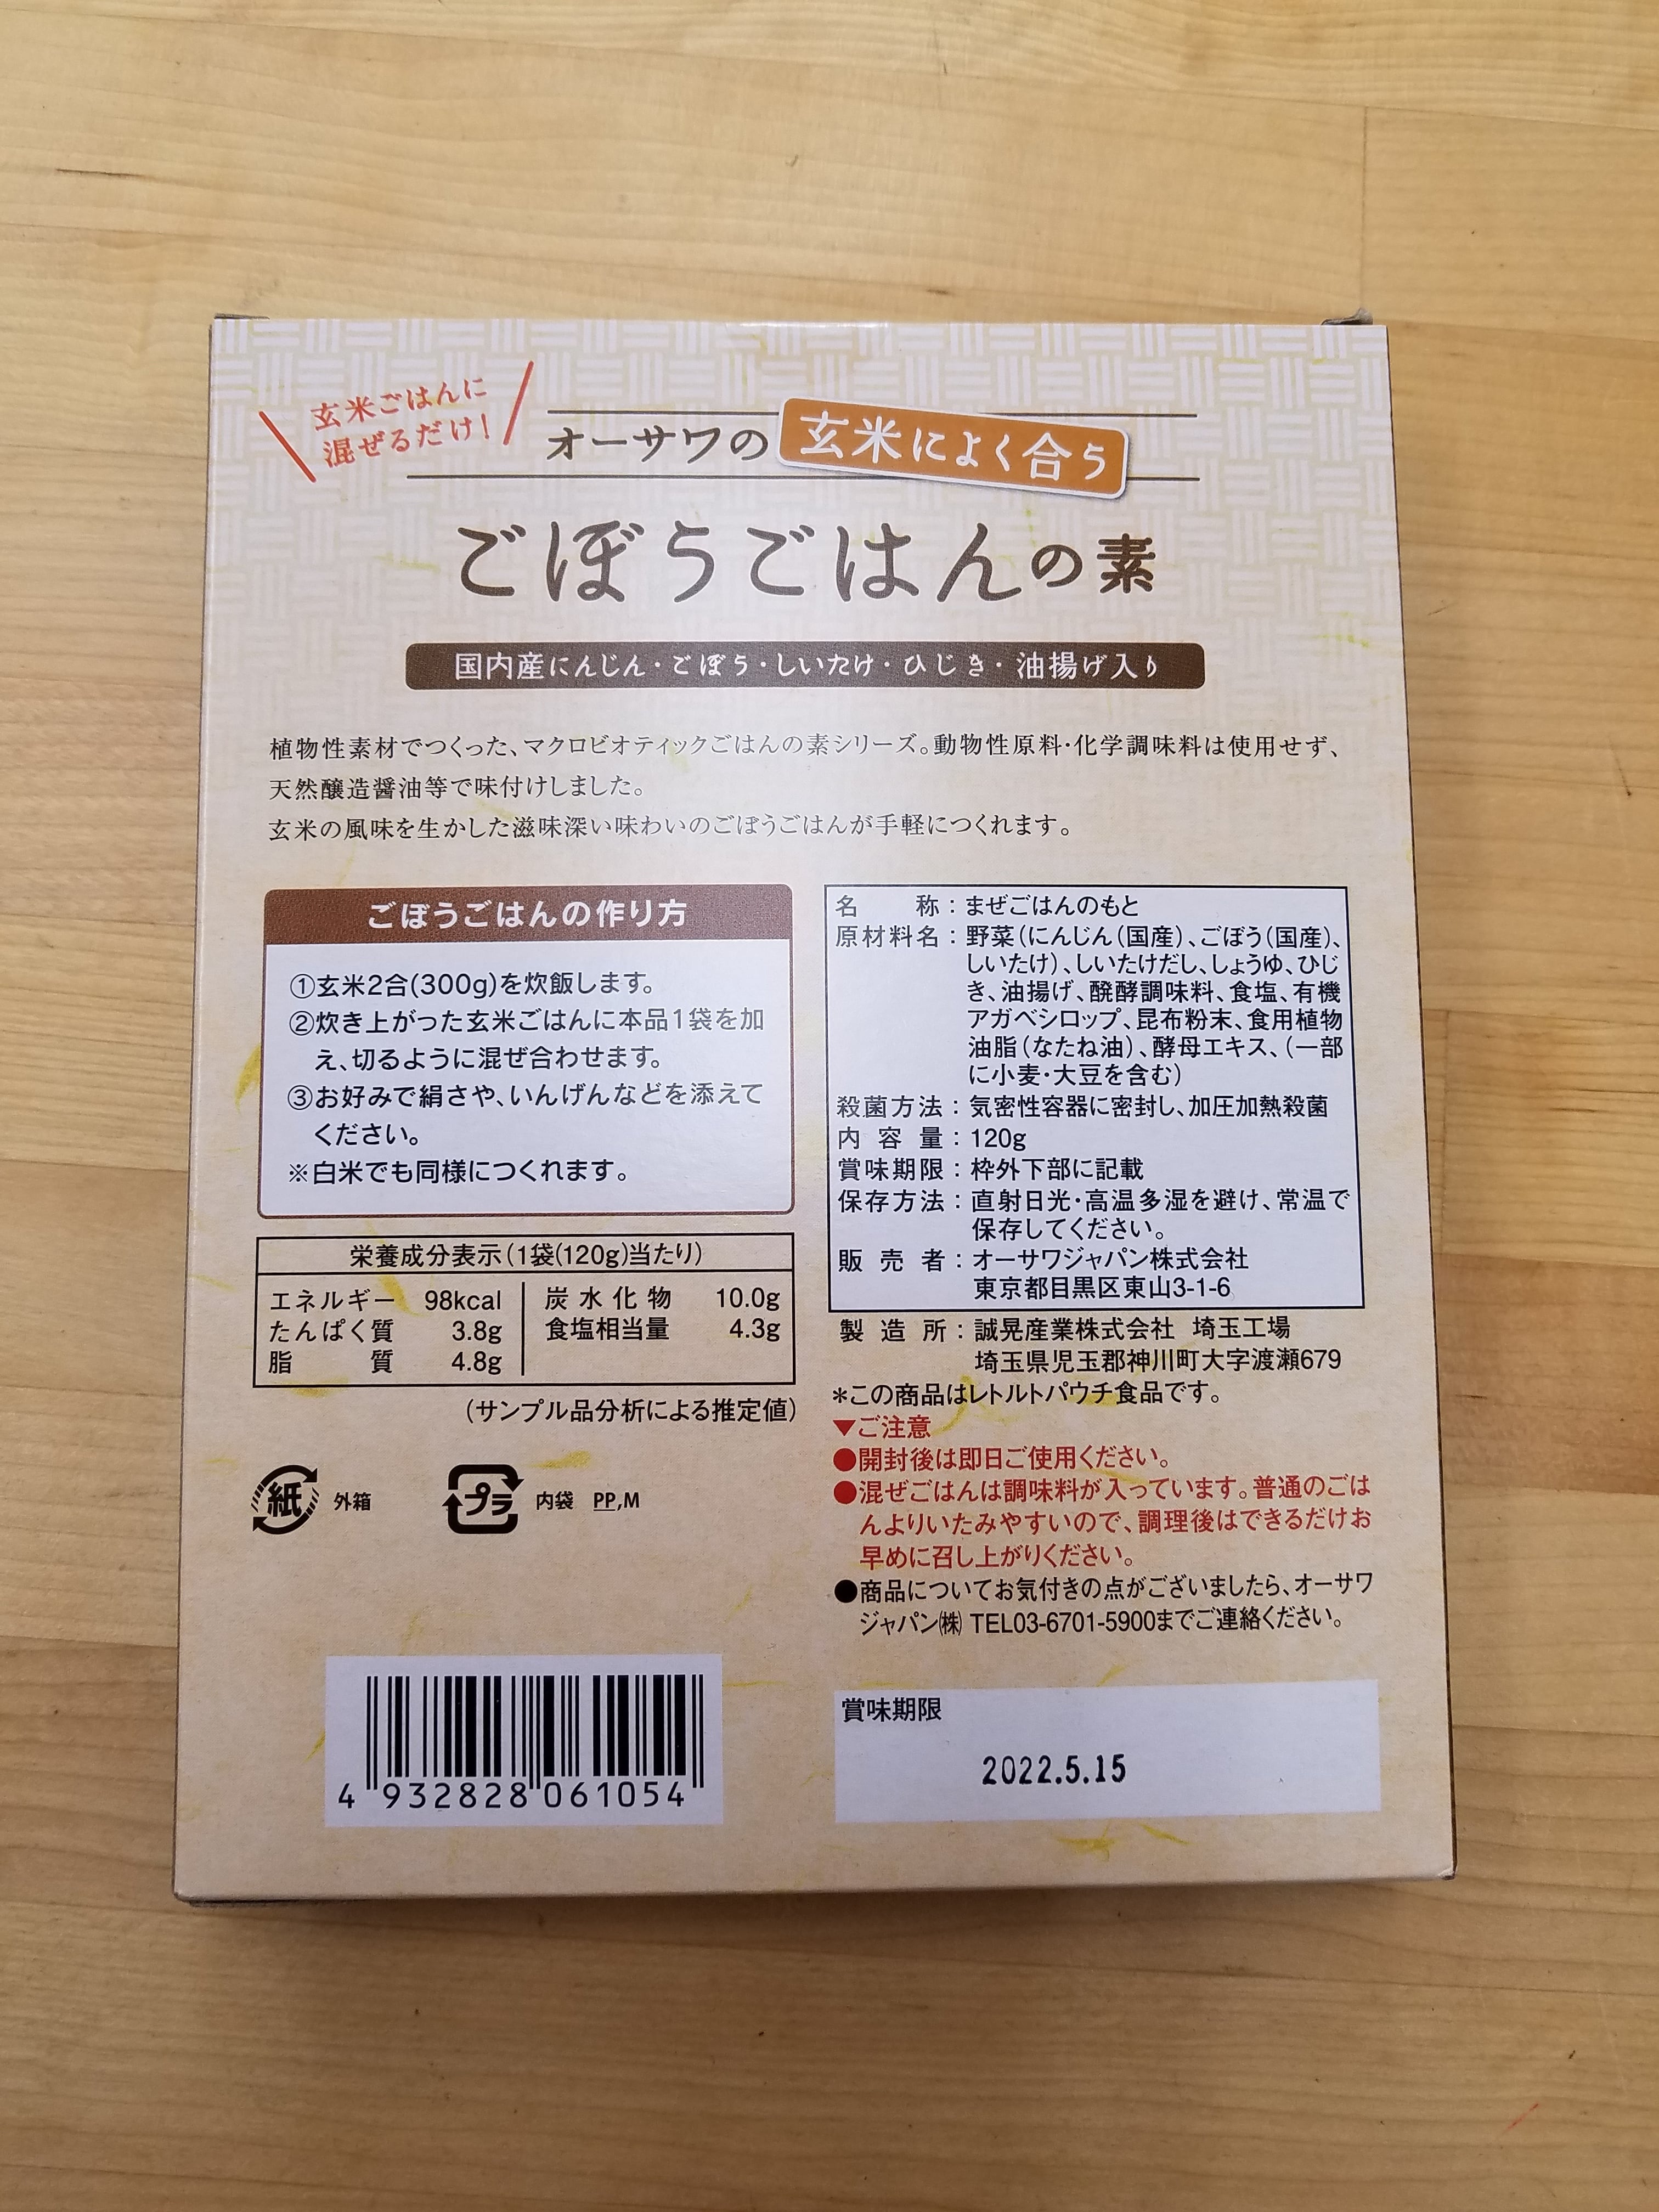 玄米ごはんに
混ぜるだけ!
オーサワの 玄米によく合う
ごぼうごはんの素
国内産にんじん・ごぼう・しいたけ・ひじき・油揚げ入り
植物性素材でつくった、マクロビオティックごはんの素シリーズ。動物性原料・化学調味料は使用せず、
天然醸造醤油等で味付けしました。
玄米の風味を生かした滋味深い味わいのごぼうごはんが手軽につくれます。
ごぼうごはんの作り方
①玄米2合(300g)を炊飯します。
②炊き上がった玄米ごはんに本品1袋を加
え、切るように混ぜ合わせます。
③お好みで絹さや、いんげんなどを添えて
ください。
※白米でも同様につくれます。
栄養成分表示(1袋(120g)当たり)
エネルギー 98kcal 炭水化物 10.0g
たんぱく質 3.8g 食塩相当量 4.3g
脂質 4.8g
(サンプル品分析による推定値)
紙 外箱 プラ 内袋 PP,M
4 932828 061054
名称:まぜごはんのもと
原材料名:野菜(にんじん(国産)、ごぼう(国産)、
しいたけ)、しいたけだし、しょうゆ、ひじ
き、油揚げ、醗酵調味料、食塩、有機
アガベシロップ、昆布粉末、食用植物
油脂(なたね油)、酵母エキス、(一部
に小麦・大豆を含む)
殺菌方法:気密性容器に密封し、加圧加熱殺菌
内容量:120g
賞味期限:枠外下部に記載
保存方法:直射日光・高温多湿を避け、常温で
保存してください。
販売者:オーサワジャパン株式会社
東京都目黒区東山3-1-6
製造所:誠晃産業株式会社 埼玉工場
埼玉県児玉郡神川町大字渡瀬679
*この商品はレトルトパウチ食品です。
▼ご注意
●開封後は即日ご使用ください。
●混ぜごはんは調味料が入っています。普通のごは
んよりいたみやすいので、調理後はできるだけお
早めに召し上がりください。
●商品についてお気付きの点がございましたら、オーサワ
ジャパン㈱ TEL03-6701-5900までご連絡ください。
賞味期限
2022.5.15